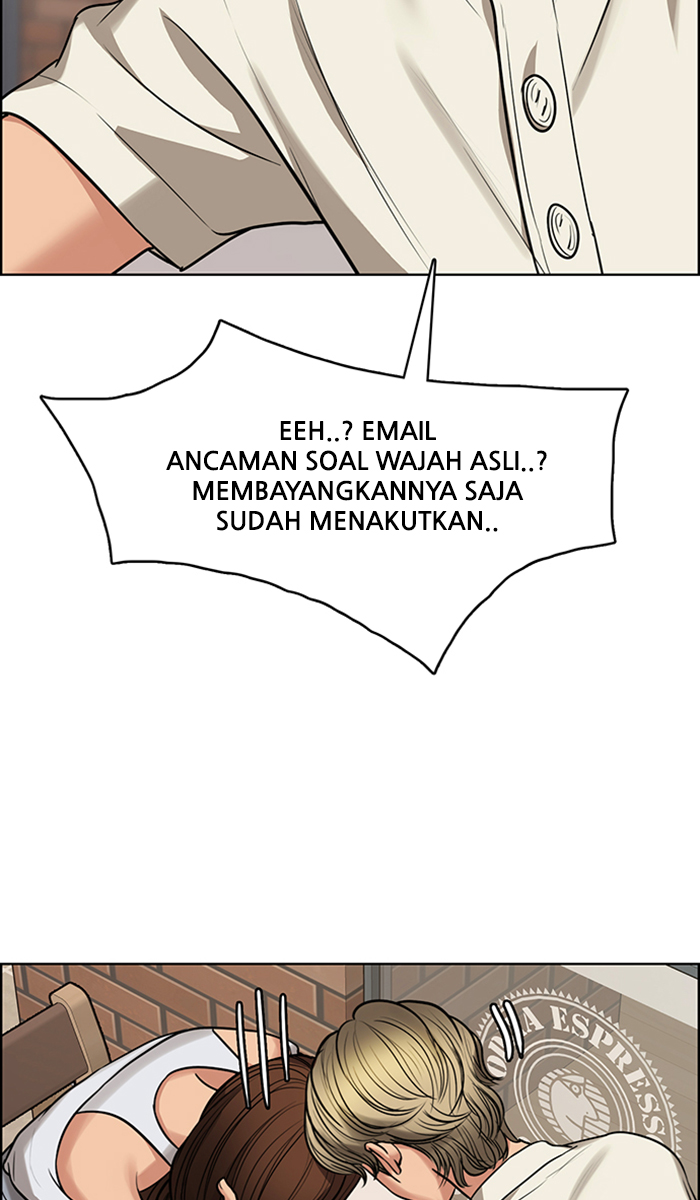 EEH..? EMAIL
ANCAMAN SOAL WAJAH ASLI..?
MEMBAYANGKANNYA SAJA
SUDAH MENAKUTKAN..
ESPRESS